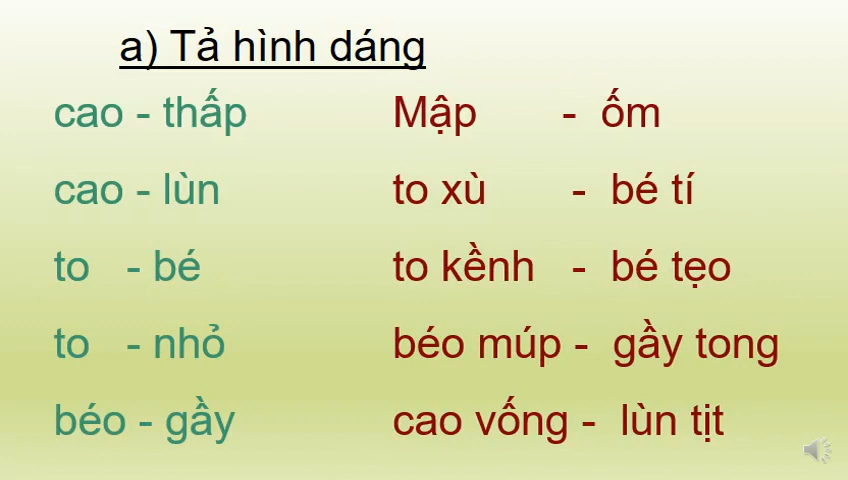 a) Tả hình dáng
cao - thấp
cao - lùn
to - bé
to - nhỏ
béo - gầy
Mập - ốm
to xù - bé tí
to kềnh - bé tẹo
béo múp - gầy tong
cao vống - lùn tịt